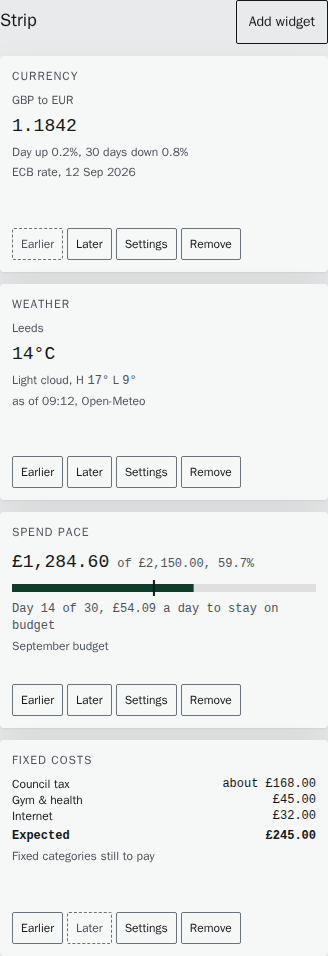 Strip
Add widget
CURRENCY
GBP to EUR
1.1842
Day up 0.2%, 30 days down 0.8%
ECB rate, 12 Sep 2026
Earlier Later Settings Remove
WEATHER
Leeds
14°C
Light cloud, H 17° L 9°
as of 09:12, Open-Meteo
Earlier Later Settings Remove
SPEND PACE
£1,284.60 of £2,150.00, 59.7%
Day 14 of 30, £54.09 a day to stay on
budget
September budget
Earlier Later Settings Remove
FIXED COSTS
Council tax about £168.00
Gym & health £45.00
Internet £32.00
Expected £245.00
Fixed categories still to pay
Earlier Later Settings Remove